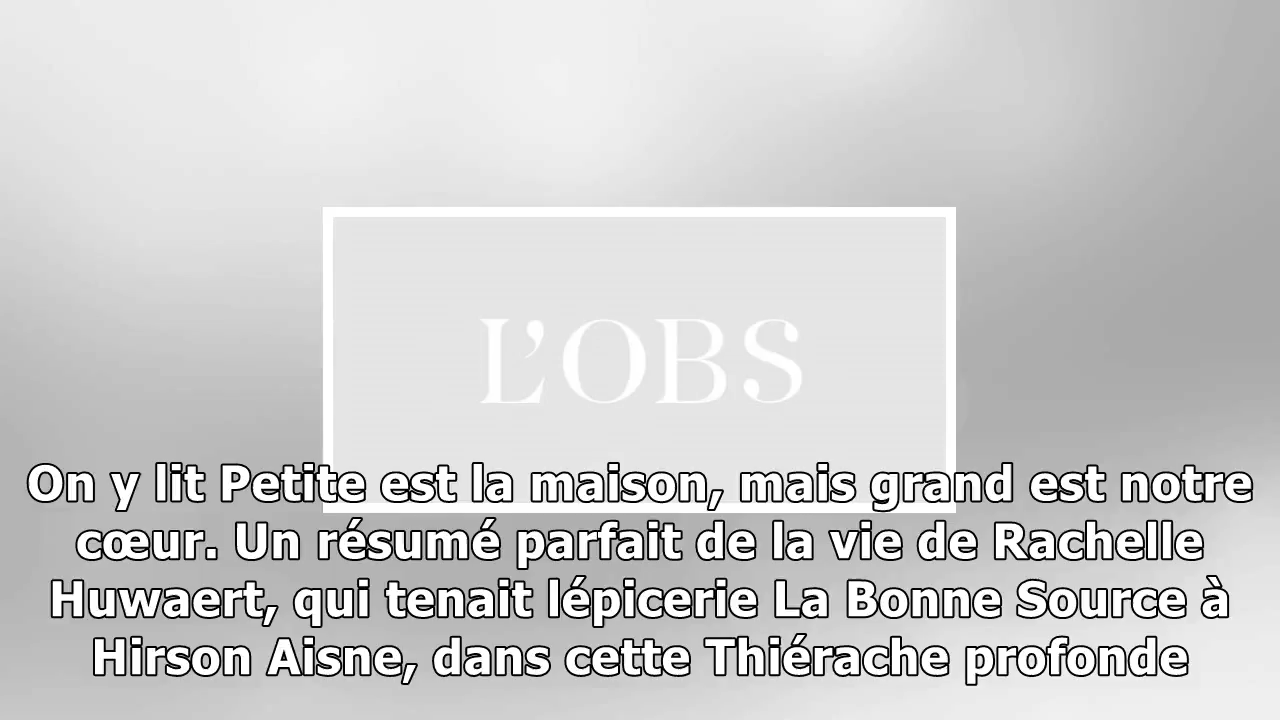 L'OBS
On y lit Petite est la maison, mais grand est notre
cœur. Un résumé parfait de la vie de Rachelle
Huwaert, qui tenait lépicerie La Bonne Source à
Hirson Aisne, dans cette Thiérache profonde